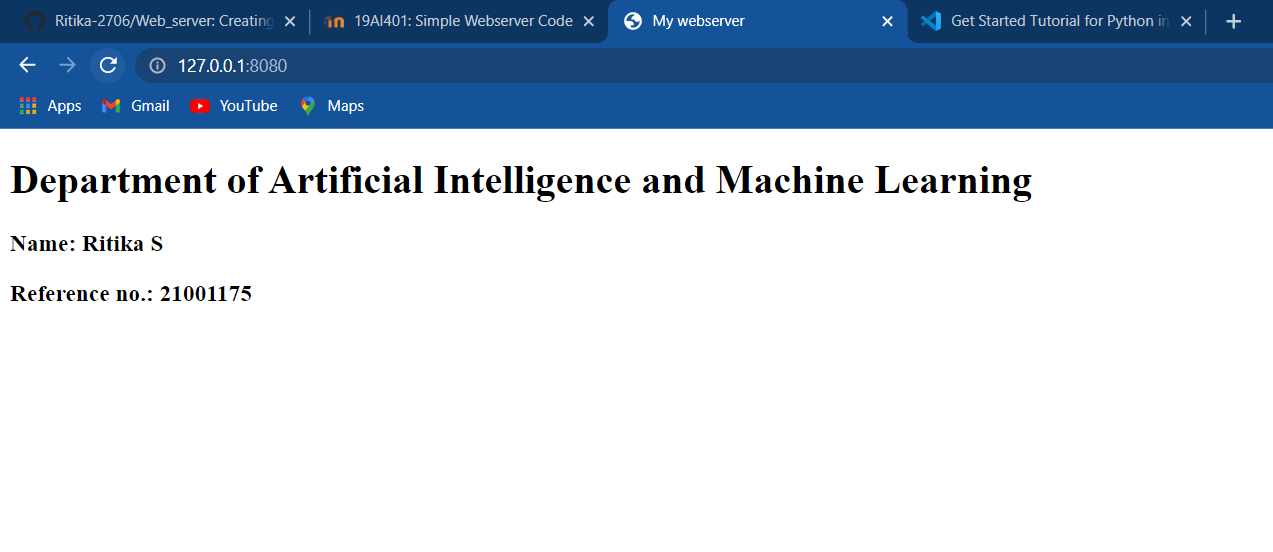 Ritika-2706/Web_server: Creating
19AI401: Simple Webserver Code
My webserver
Get Started Tutorial for Python in
127.0.0.1:8080
Apps Gmail YouTube Maps
Department of Artificial Intelligence and Machine Learning
Name: Ritika S
Reference no.: 21001175